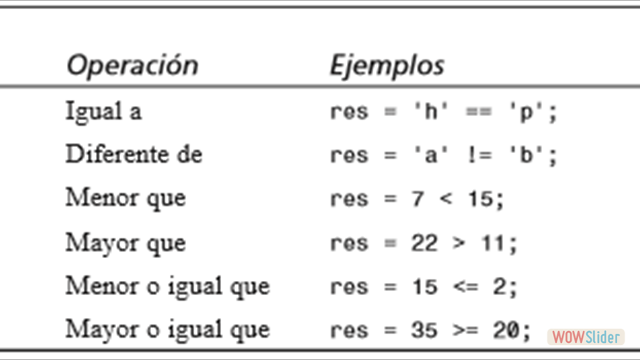 Operación Ejemplos
Igual a res = 'h' == 'p';
Diferente de res = 'a' != 'b';
Menor que res = 7 < 15;
Mayor que res = 22 > 11;
Menor o igual que res = 15 <= 2;
Mayor o igual que res = 35 >= 20;
WOWSlider